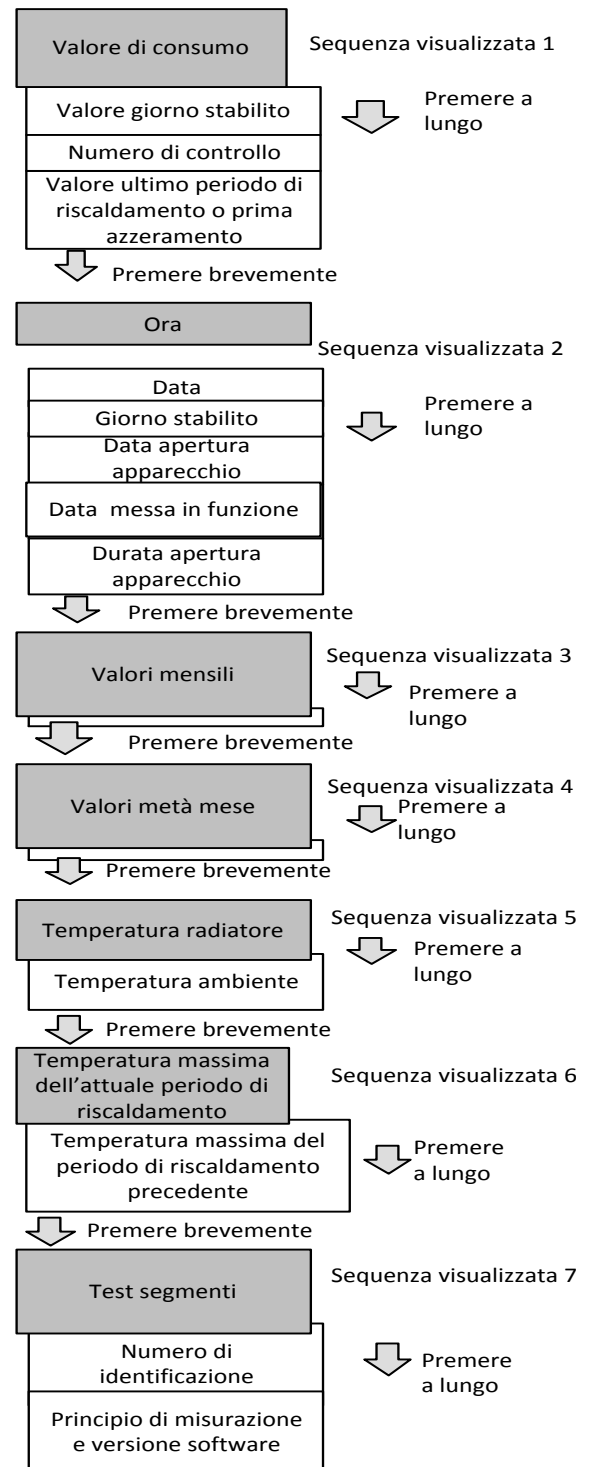 Valore di consumo
Sequenza visualizzata 1
Valore giorno stabilito
Premere a
lungo
Numero di controllo
Valore ultimo periodo di
riscaldamento o prima
azzeramento
Premere brevemente
Ora
Sequenza visualizzata 2
Data
Premere a
lungo
Giorno stabilito
Data apertura
apparecchio
Data messa in funzione
Durata apertura
apparecchio
Premere brevemente
Sequenza visualizzata 3
Valori mensili
Premere a
lungo
Premere brevemente
Sequenza visualizzata 4
Valori metà mese
Premere a
lungo
Premere brevemente
Sequenza visualizzata 5
Temperatura radiatore
Premere a
lungo
Temperatura ambiente
Premere brevemente
Temperatura massima
dell’attuale periodo di
riscaldamento
Sequenza visualizzata 6
Temperatura massima del
periodo di riscaldamento
precedente
Premere
a lungo
Premere brevemente
Sequenza visualizzata 7
Test segmenti
Numero di
identificazione
Premere
a lungo
Principio di misurazione
e versione software